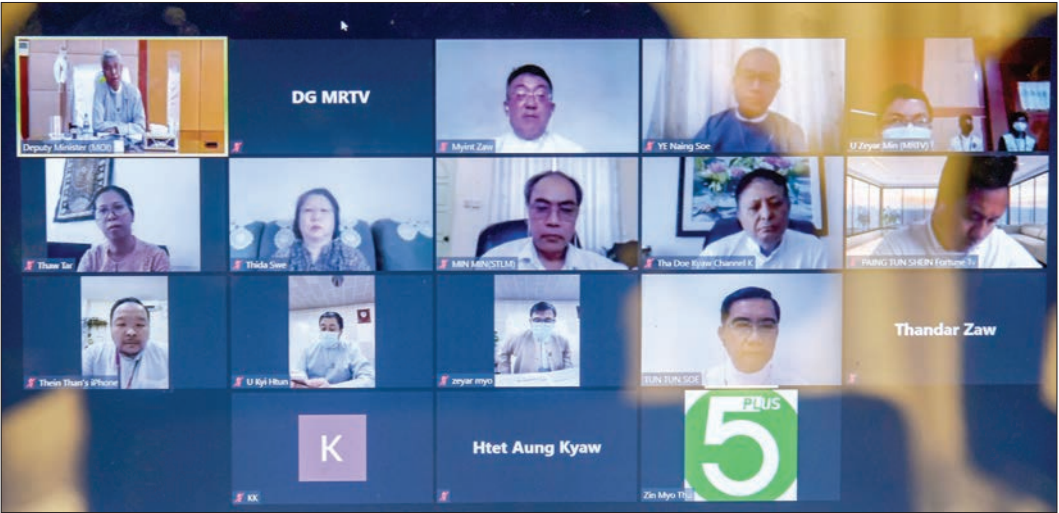 Deputy Minister (MOI)
DG MRTV
Myint Zaw
YE Naing Soe
U Zeyar Min (MRTV)
Thaw Tar
Thida Swe
MIN MIN(STLM)
Tha Doe Kyaw Channel K
PAING TUN SHEIN Fortune
Thein Than's iPhone
U Kyi Htun
zeyar myo
TUN TUN SOE
Thandar Zaw
K
KK
Htet Aung Kyaw
5 PLUS
Zin Myo